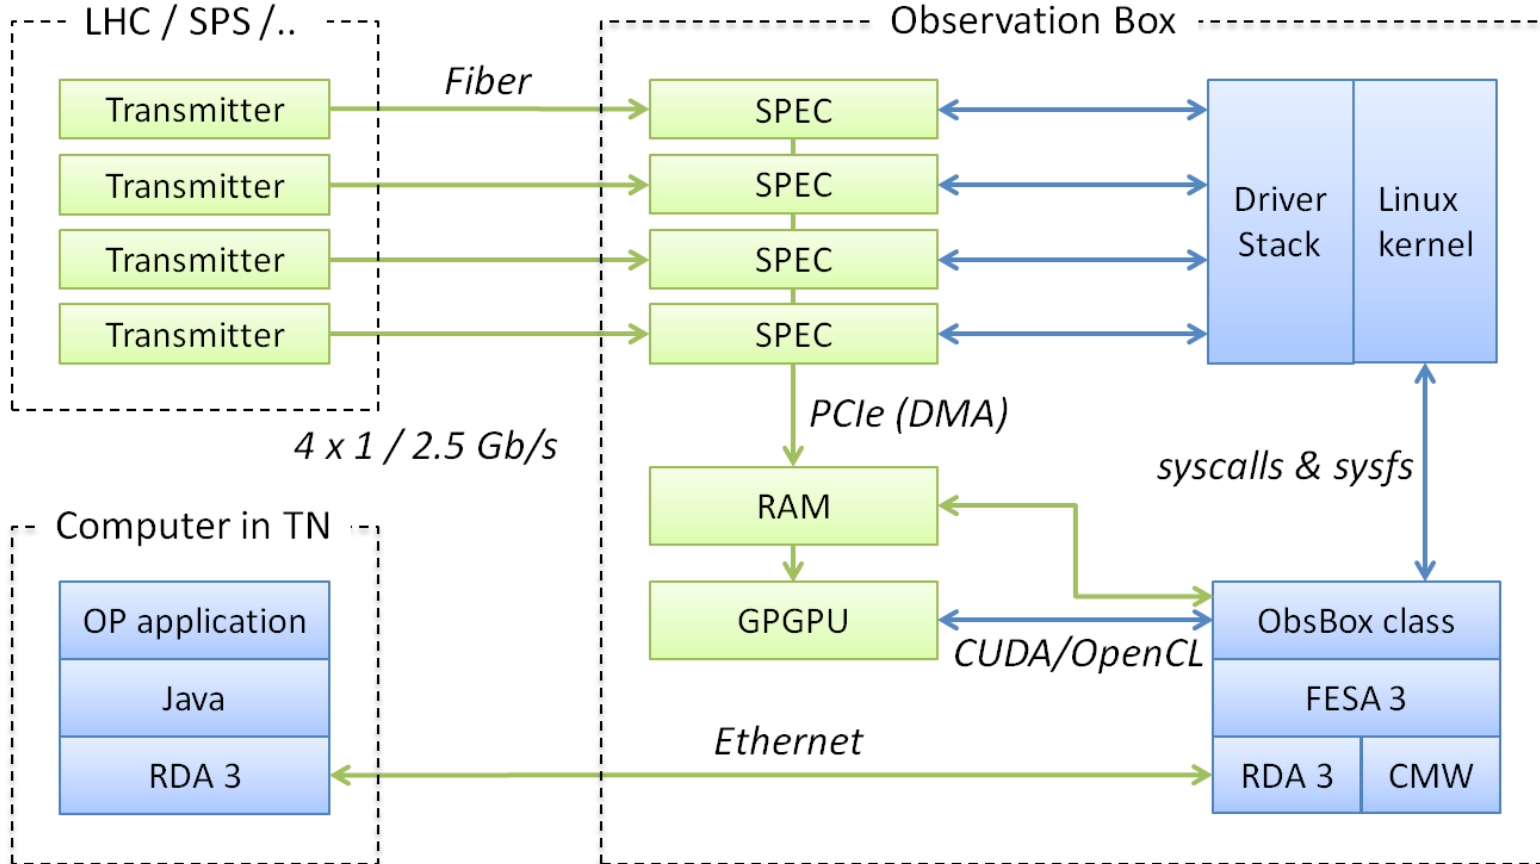 LHC / SPS /..
Observation Box
Fiber
Transmitter
SPEC
Transmitter
SPEC
Transmitter
SPEC
Transmitter
SPEC
Driver
Stack
Linux
kernel
PCIe (DMA)
4 x 1 / 2.5 Gb/s
syscalls & sysfs
RAM
Computer in TN
OP application
GPGPU
ObsBox class
CUDA/OpenCL
Java
FESA 3
Ethernet
RDA 3
RDA 3
CMW